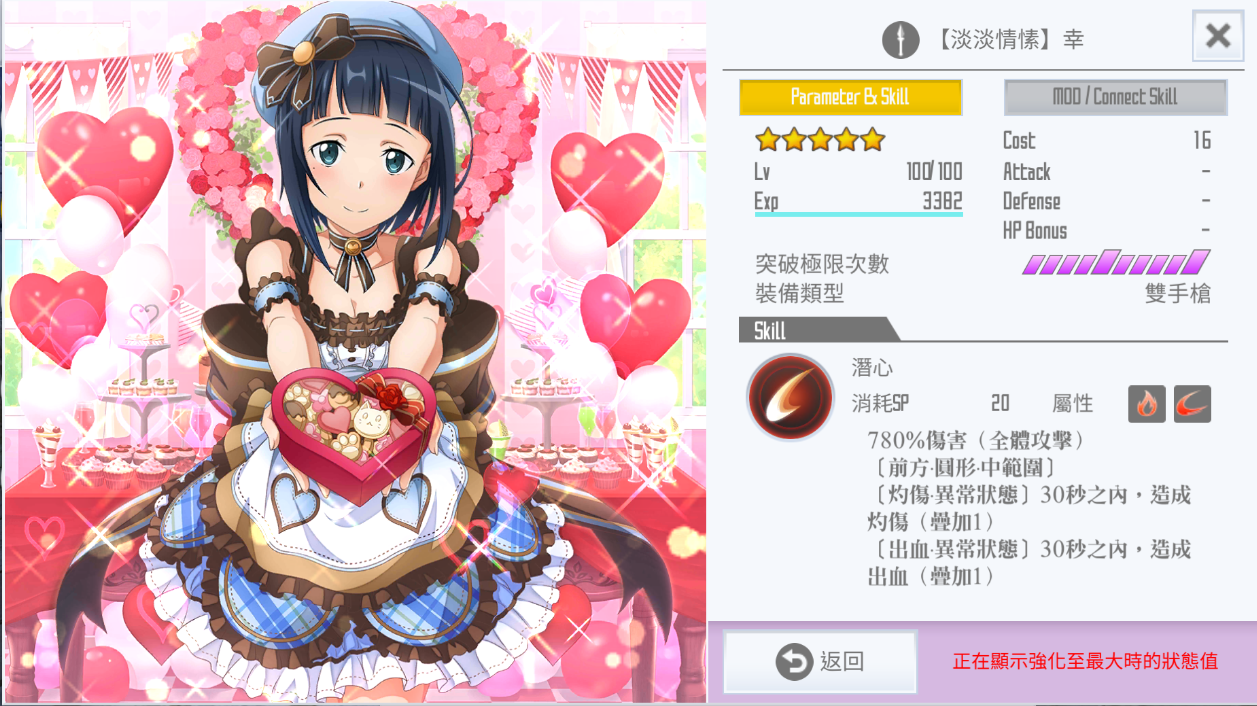 【淡淡情愫】幸
Parameter & Skill
MOD / Connect Skill
Lv 100/100
Exp 3382
Cost 16
Attack -
Defense -
HP Bonus -
突破極限次數
裝備類型 雙手槍
Skill
潛心
消耗SP 20 屬性
780%傷害（全體攻擊）
〔前方·圓形·中範圍〕
〔灼傷·異常狀態〕30秒之內，造成
灼傷（疊加1）
〔出血·異常狀態〕30秒之內，造成
出血（疊加1）
返回
正在顯示強化至最大時的狀態值